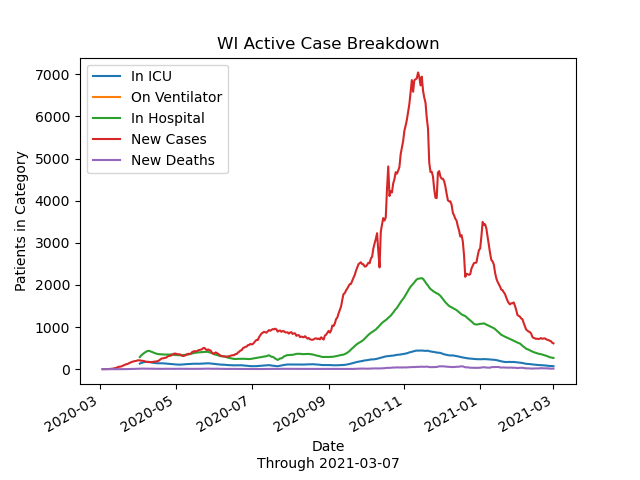 WI Active Case Breakdown
In ICU
On Ventilator
In Hospital
New Cases
New Deaths
Patients in Category
7000
6000
5000
4000
3000
2000
1000
0
2020-03
2020-05
2020-07
2020-09
2020-11
2021-01
2021-03
Date
Through 2021-03-07